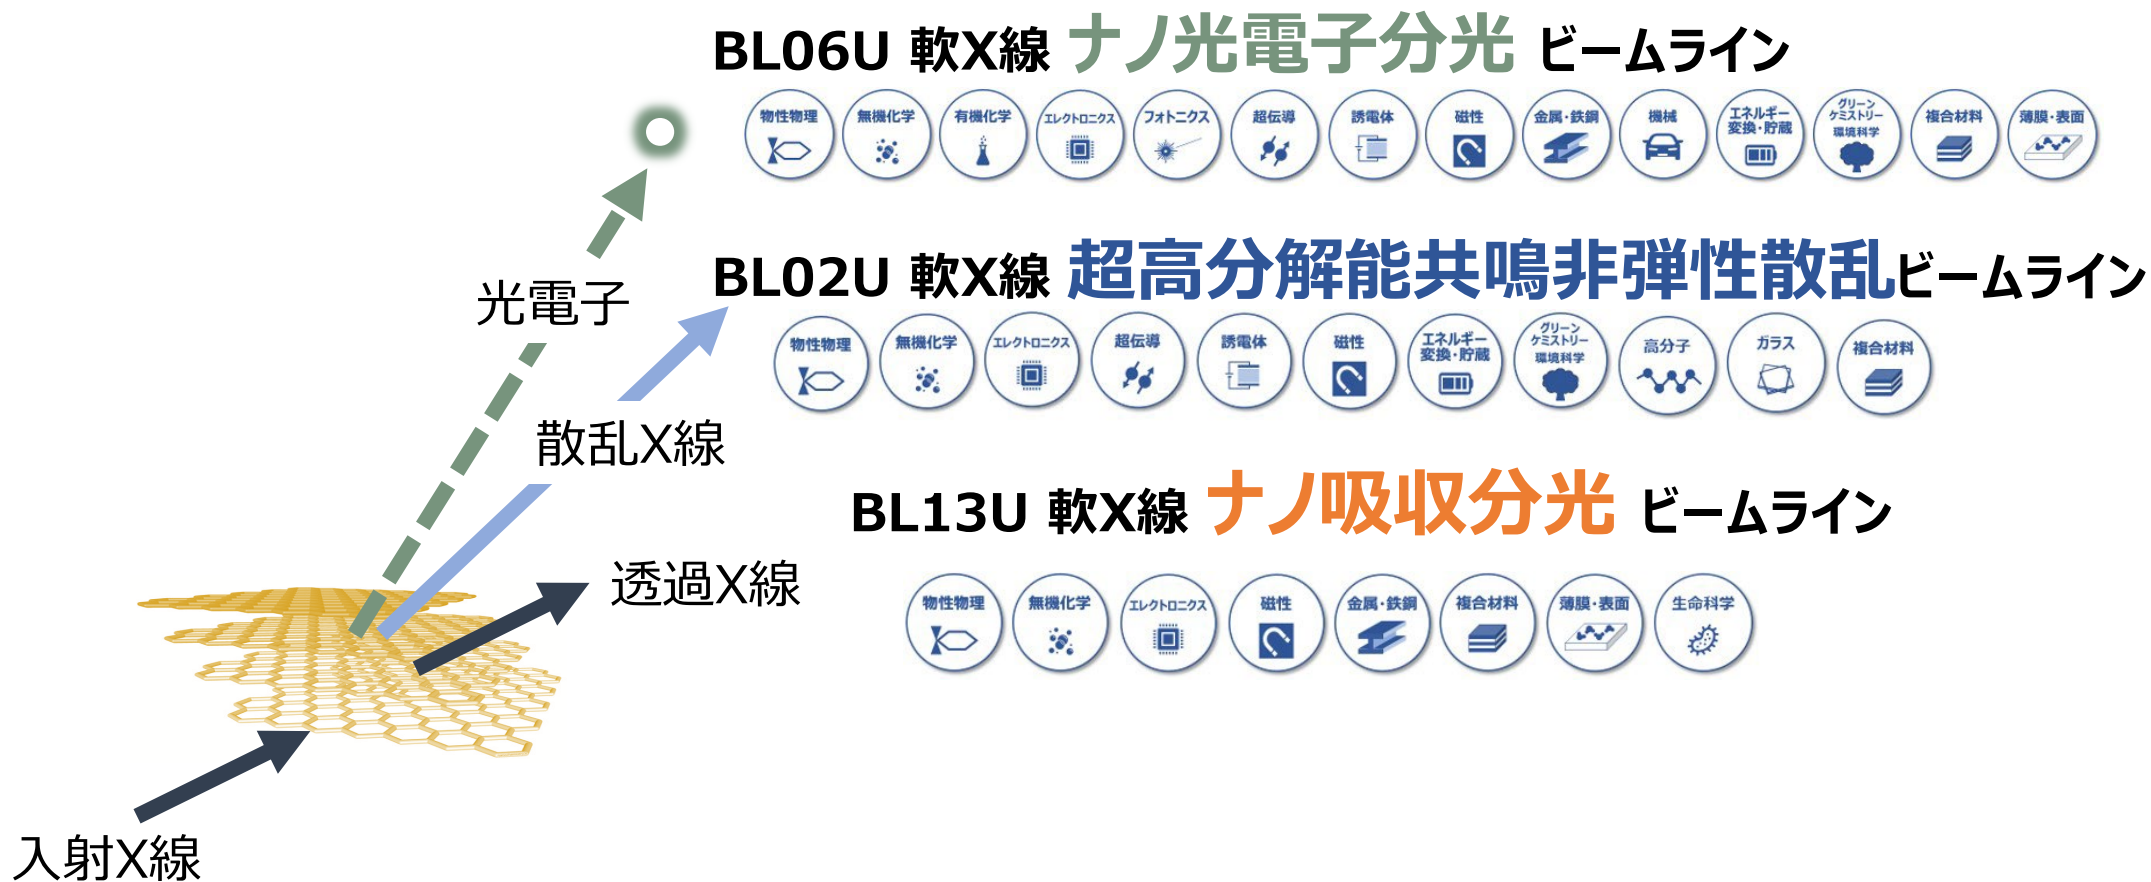 BL06U 軟X線 ナノ光電子分光 ビームライン
物性物理 無機化学 有機化学 エレクトロニクス フォトニクス 超伝導 誘電体 磁性 金属・鉄鋼 機械 エネルギー変換・貯蔵 グリーンケミストリー環境科学 複合材料 薄膜・表面
光電子
BL02U 軟X線 超高分解能共鳴非弾性散乱ビームライン
物性物理 無機化学 エレクトロニクス 超伝導 誘電体 磁性 エネルギー変換・貯蔵 グリーンケミストリー環境科学 高分子 ガラス 複合材料
散乱X線
BL13U 軟X線 ナノ吸収分光 ビームライン
透過X線
物性物理 無機化学 エレクトロニクス 磁性 金属・鉄鋼 複合材料 薄膜・表面 生命科学
入射X線